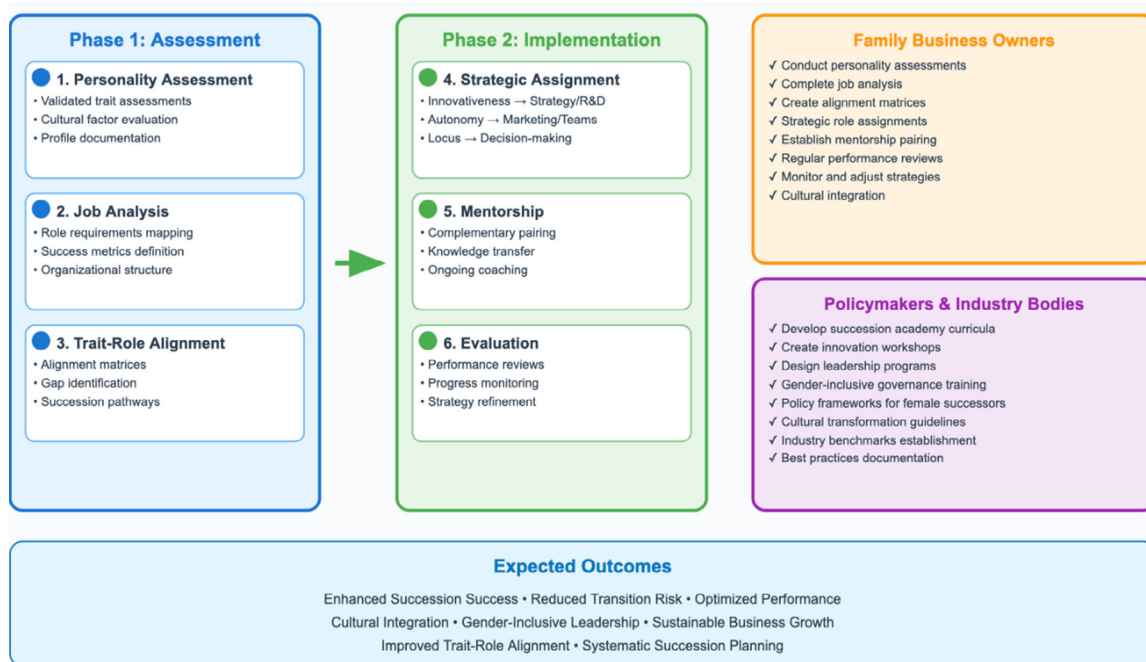 Phase 1: Assessment
1. Personality Assessment
• Validated trait assessments
• Cultural factor evaluation
• Profile documentation
2. Job Analysis
• Role requirements mapping
• Success metrics definition
• Organizational structure
3. Trait-Role Alignment
• Alignment matrices
• Gap identification
• Succession pathways
Phase 2: Implementation
4. Strategic Assignment
• Innovativeness → Strategy/R&D
• Autonomy → Marketing/Teams
• Locus → Decision-making
5. Mentorship
• Complementary pairing
• Knowledge transfer
• Ongoing coaching
6. Evaluation
• Performance reviews
• Progress monitoring
• Strategy refinement
Family Business Owners
✓ Conduct personality assessments
✓ Complete job analysis
✓ Create alignment matrices
✓ Strategic role assignments
✓ Establish mentorship pairing
✓ Regular performance reviews
✓ Monitor and adjust strategies
✓ Cultural integration
Policymakers & Industry Bodies
✓ Develop succession academy curricula
✓ Create innovation workshops
✓ Design leadership programs
✓ Gender-inclusive governance training
✓ Policy frameworks for female successors
✓ Cultural transformation guidelines
✓ Industry benchmarks establishment
✓ Best practices documentation
Expected Outcomes
Enhanced Succession Success • Reduced Transition Risk • Optimized Performance
Cultural Integration • Gender-Inclusive Leadership • Sustainable Business Growth
Improved Trait-Role Alignment • Systematic Succession Planning